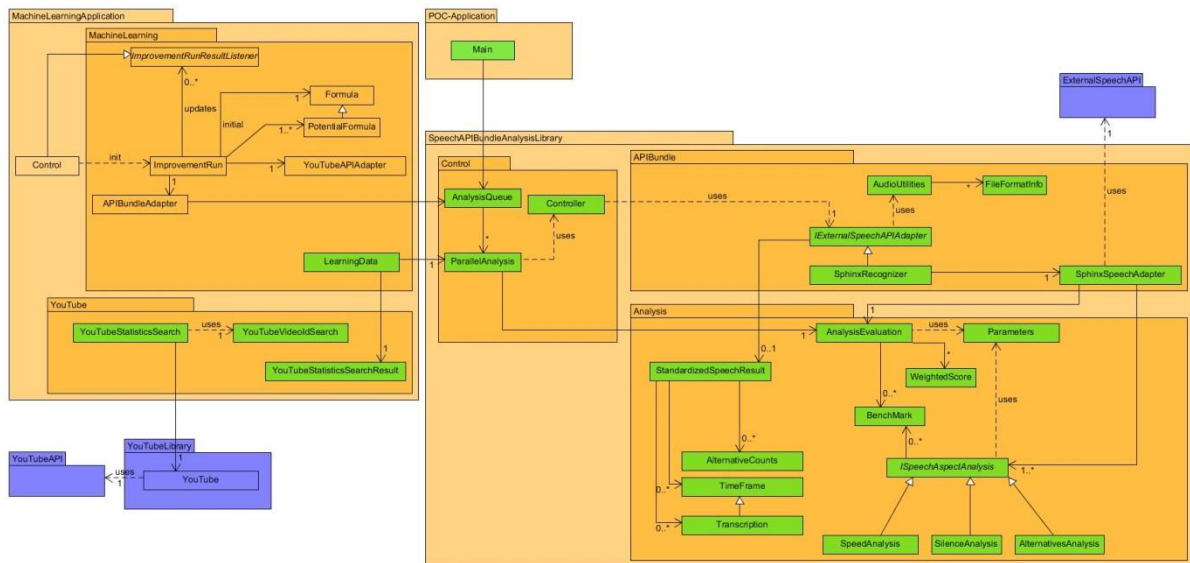 MachineLearningApplication
MachineLearning
ImprovementRunResultListener
0..*
updates
initial
1
Formula
1..*
PotentialFormula
Control
init
ImprovementRun
1
YouTubeAPIAdapter
1
APIBundleAdapter
LearningData
1
YouTube
YouTubeStatisticsSearch
uses
1
YouTubeVideoIdSearch
1
YouTubeStatisticsSearchResult
YouTubeAPI
uses
1
YouTubeLibrary
1
YouTube
POC-Application
Main
SpeechAPIBundleAnalysisLibrary
Control
AnalysisQueue
Controller
*
uses
ParallelAnalysis
uses
ExternalSpeechAPI
1
uses
APIBundle
AudioUtilities
*
FileFormatInfo
uses
1
IExternalSpeechAPIAdapter
SphinxRecognizer
1
SphinxSpeechAdapter
Analysis
1
1
AnalysisEvaluation
uses
Parameters
0..1
StandardizedSpeechResult
*
WeightedScore
uses
0..*
BenchMark
0..*
0..*
AlternativeCounts
ISpeechAspectAnalysis
1..*
0..*
TimeFrame
0..*
Transcription
SpeedAnalysis
SilenceAnalysis
AlternativesAnalysis